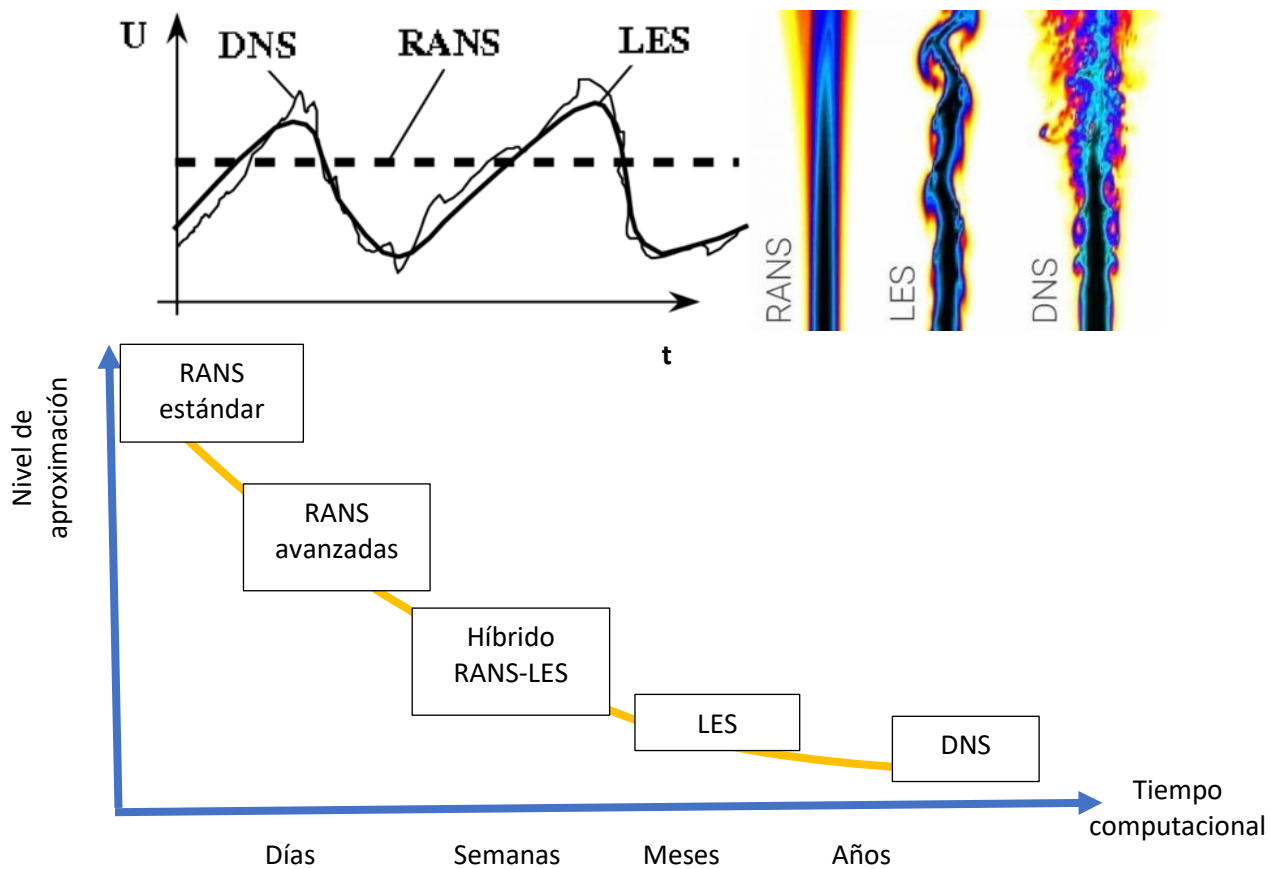 U
DNS
RANS
LES
RANS
LES
DNS
t
Nivel de
aproximación
RANS
estándar
RANS
avanzadas
Híbrido
RANS-LES
LES
DNS
Tiempo
computacional
Días
Semanas
Meses
Años